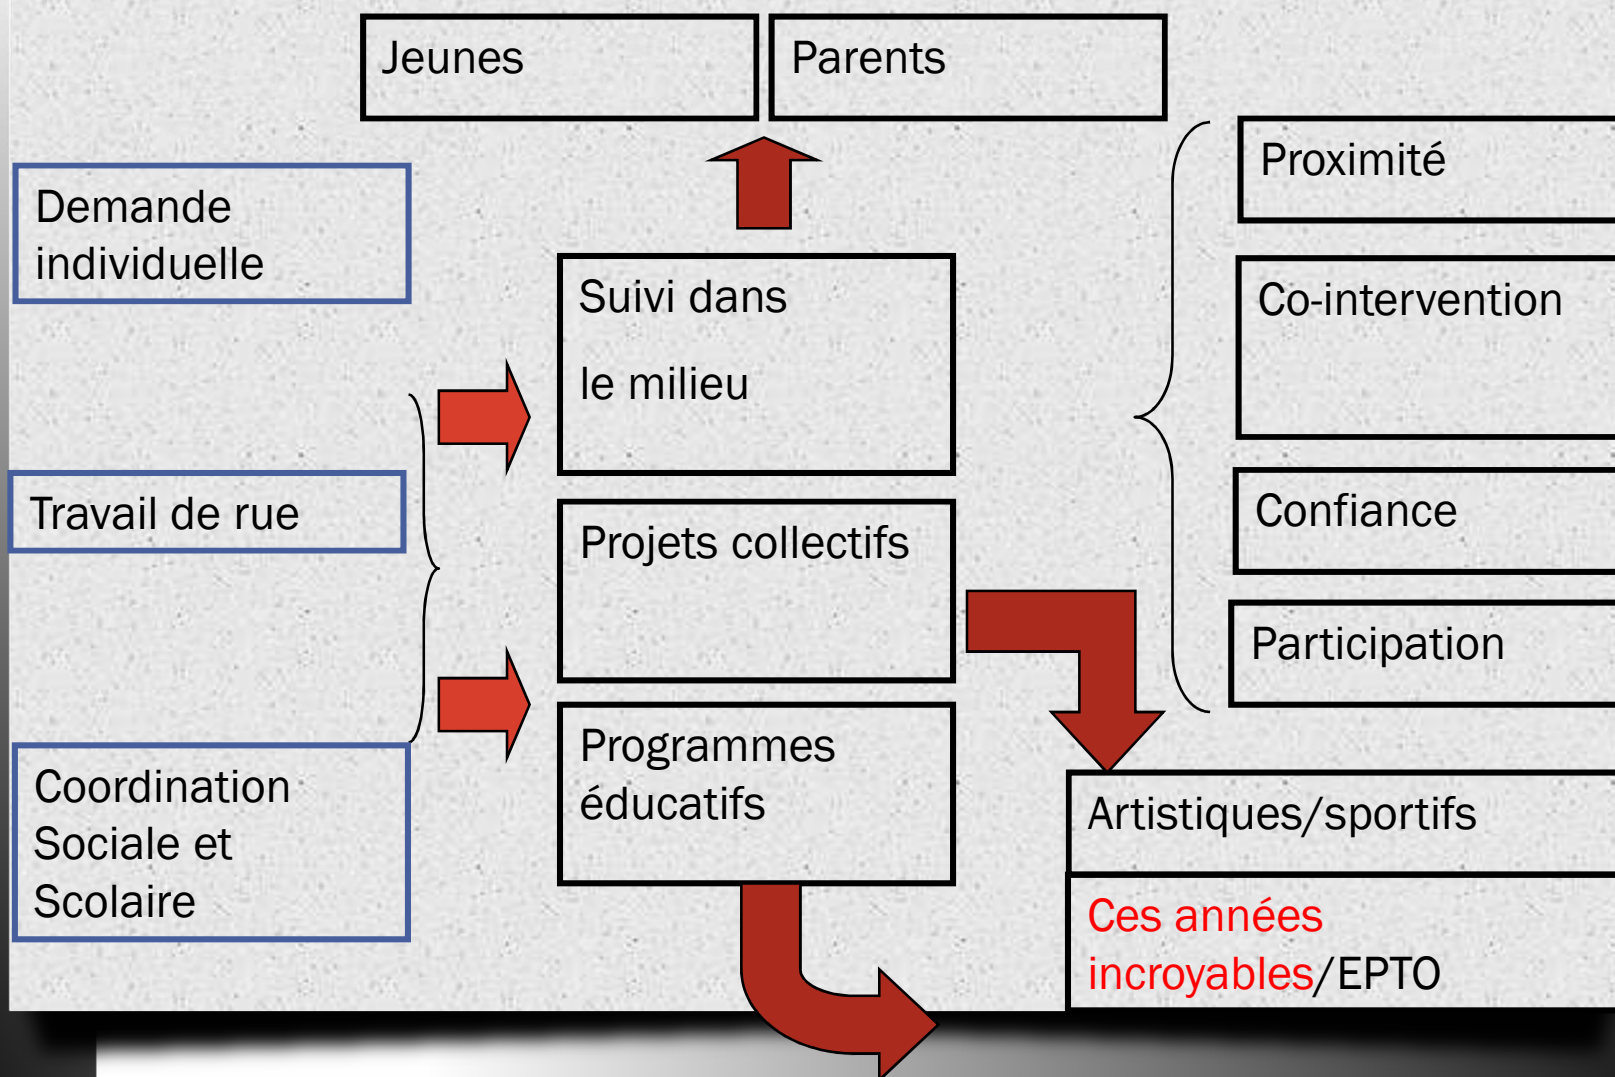 Jeunes
Parents
Demande
individuelle
Travail de rue
Coordination
Sociale et
Scolaire
Suivi dans
le milieu
Projets collectifs
Programmes
éducatifs
Proximité
Co-intervention
Confiance
Participation
Artistiques/sportifs
Ces années
incroyables/EPTO